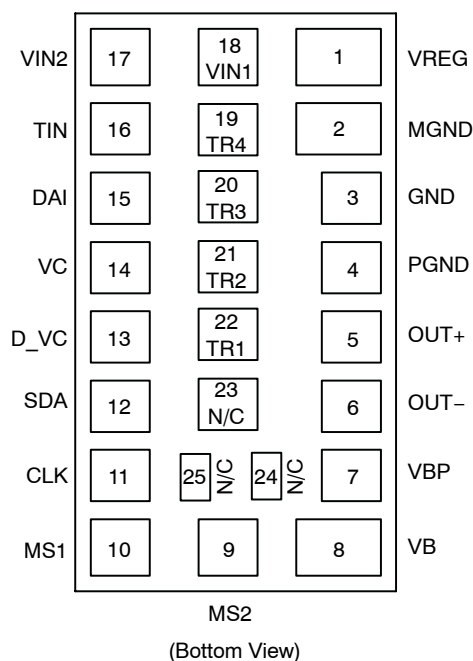 VIN2 17 18 1 VREG
VIN1
TIN 16 19 2 MGND
TR4
DAI 15 20 3 GND
TR3
VC 14 21 4 PGND
TR2
D_VC 13 22 5 OUT+
TR1
SDA 12 23 6 OUT−
N/C
CLK 11 25 N/C 24 N/C 7 VBP
MS1 10 9 8 VB
MS2
(Bottom View)